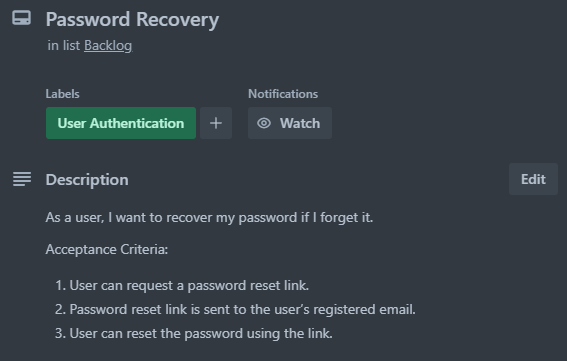 Password Recovery
in list Backlog
Labels
Notifications
User Authentication
+
Watch
Description
Edit
As a user, I want to recover my password if I forget it.
Acceptance Criteria:
1. User can request a password reset link.
2. Password reset link is sent to the user’s registered email.
3. User can reset the password using the link.